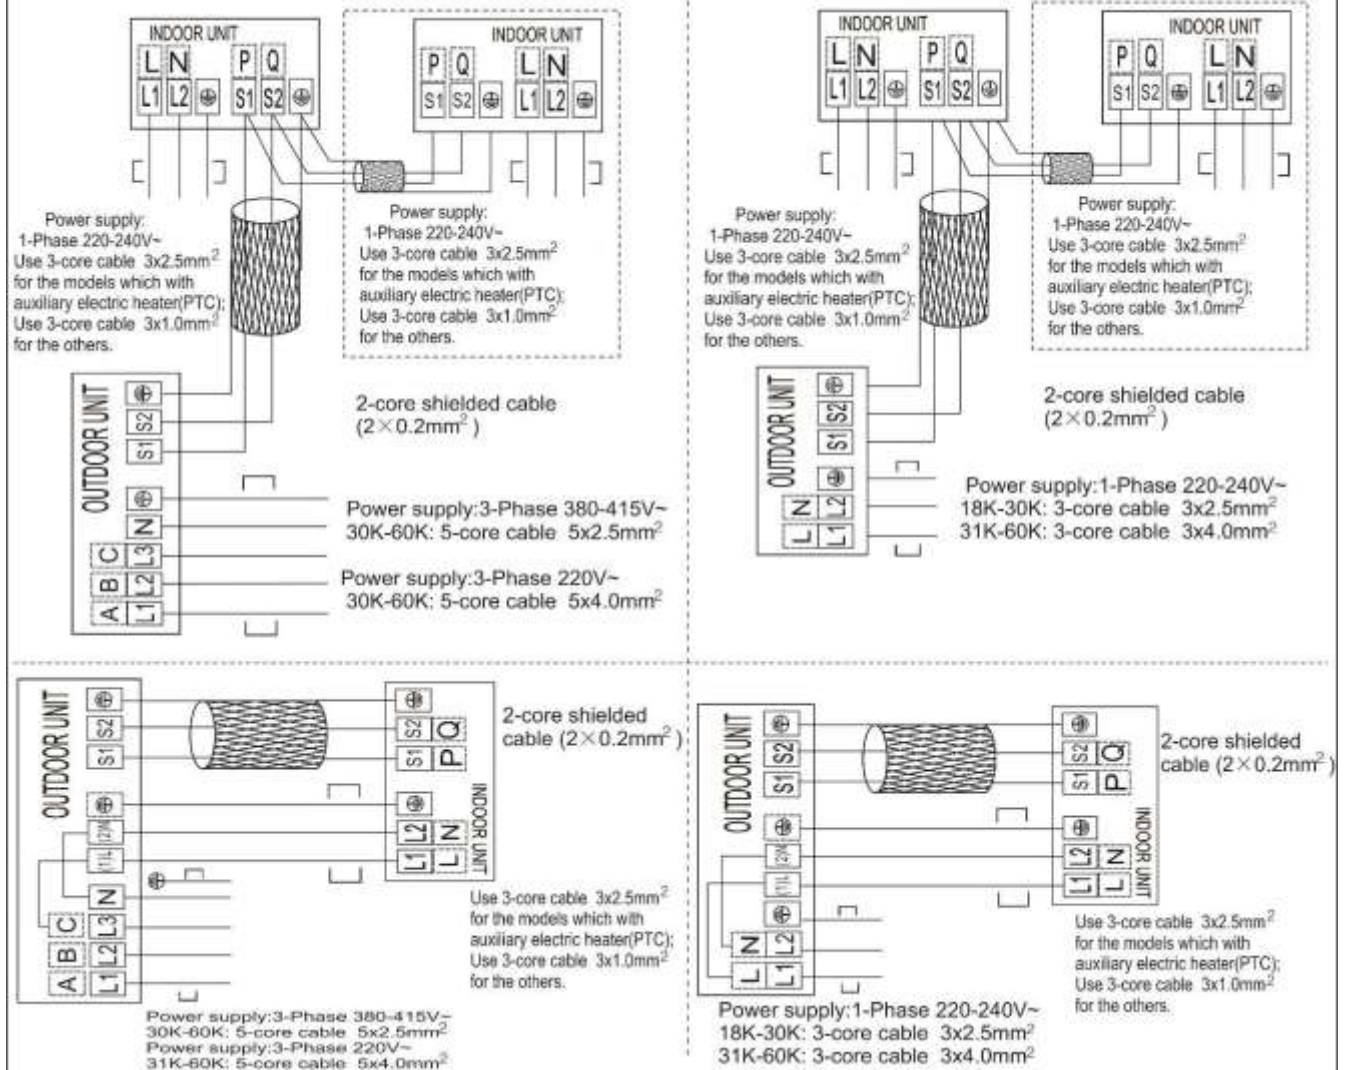 INDOOR UNIT
L N P Q
L1 L2 S1 S2
INDOOR UNIT
P Q L N
S1 S2 L1 L2
Power supply:
1-Phase 220-240V~
Use 3-core cable 3x2.5mm2
for the models which with
auxiliary electric heater(PTC);
Use 3-core cable 3x1.0mm2
for the others.
Power supply:
1-Phase 220-240V~
Use 3-core cable 3x2.5mm2
for the models which with
auxiliary electric heater(PTC);
Use 3-core cable 3x1.0mm2
for the others.
OUTDOOR UNIT
S2
S1
N
C L3
B L2
A L1
2-core shielded cable
(2×0.2mm2 )
Power supply:3-Phase 380-415V~
30K-60K: 5-core cable 5x2.5mm2
Power supply:3-Phase 220V~
30K-60K: 5-core cable 5x4.0mm2
INDOOR UNIT
L N P Q
L1 L2 S1 S2
INDOOR UNIT
P Q L N
S1 S2 L1 L2
Power supply:
1-Phase 220-240V~
Use 3-core cable 3x2.5mm2
for the models which with
auxiliary electric heater(PTC);
Use 3-core cable 3x1.0mm2
for the others.
Power supply:
1-Phase 220-240V~
Use 3-core cable 3x2.5mm2
for the models which with
auxiliary electric heater(PTC);
Use 3-core cable 3x1.0mm2
for the others.
OUTDOOR UNIT
S2
S1
N L2
L L1
2-core shielded cable
(2×0.2mm2 )
Power supply:1-Phase 220-240V~
18K-30K: 3-core cable 3x2.5mm2
31K-60K: 3-core cable 3x4.0mm2
OUTDOOR UNIT
S2
S1
(2)N
(1)L
N
C L3
B L2
A L1
S2 Q
S1 P
L2 N
L1 L
INDOOR UNIT
2-core shielded
cable (2×0.2mm2 )
Use 3-core cable 3x2.5mm2
for the models which with
auxiliary electric heater(PTC);
Use 3-core cable 3x1.0mm2
for the others.
Power supply:3-Phase 380-415V~
30K-60K: 5-core cable 5x2.5mm2
Power supply:3-Phase 220V~
31K-60K: 5-core cable 5x4.0mm2
OUTDOOR UNIT
S2
S1
(2)N
(1)L
N L2
L L1
S2 Q
S1 P
L2 N
L1 L
INDOOR UNIT
2-core shielded
cable (2×0.2mm2 )
Use 3-core cable 3x2.5mm2
for the models which with
auxiliary electric heater(PTC);
Use 3-core cable 3x1.0mm2
for the others.
Power supply:1-Phase 220-240V~
18K-30K: 3-core cable 3x2.5mm2
31K-60K: 3-core cable 3x4.0mm2